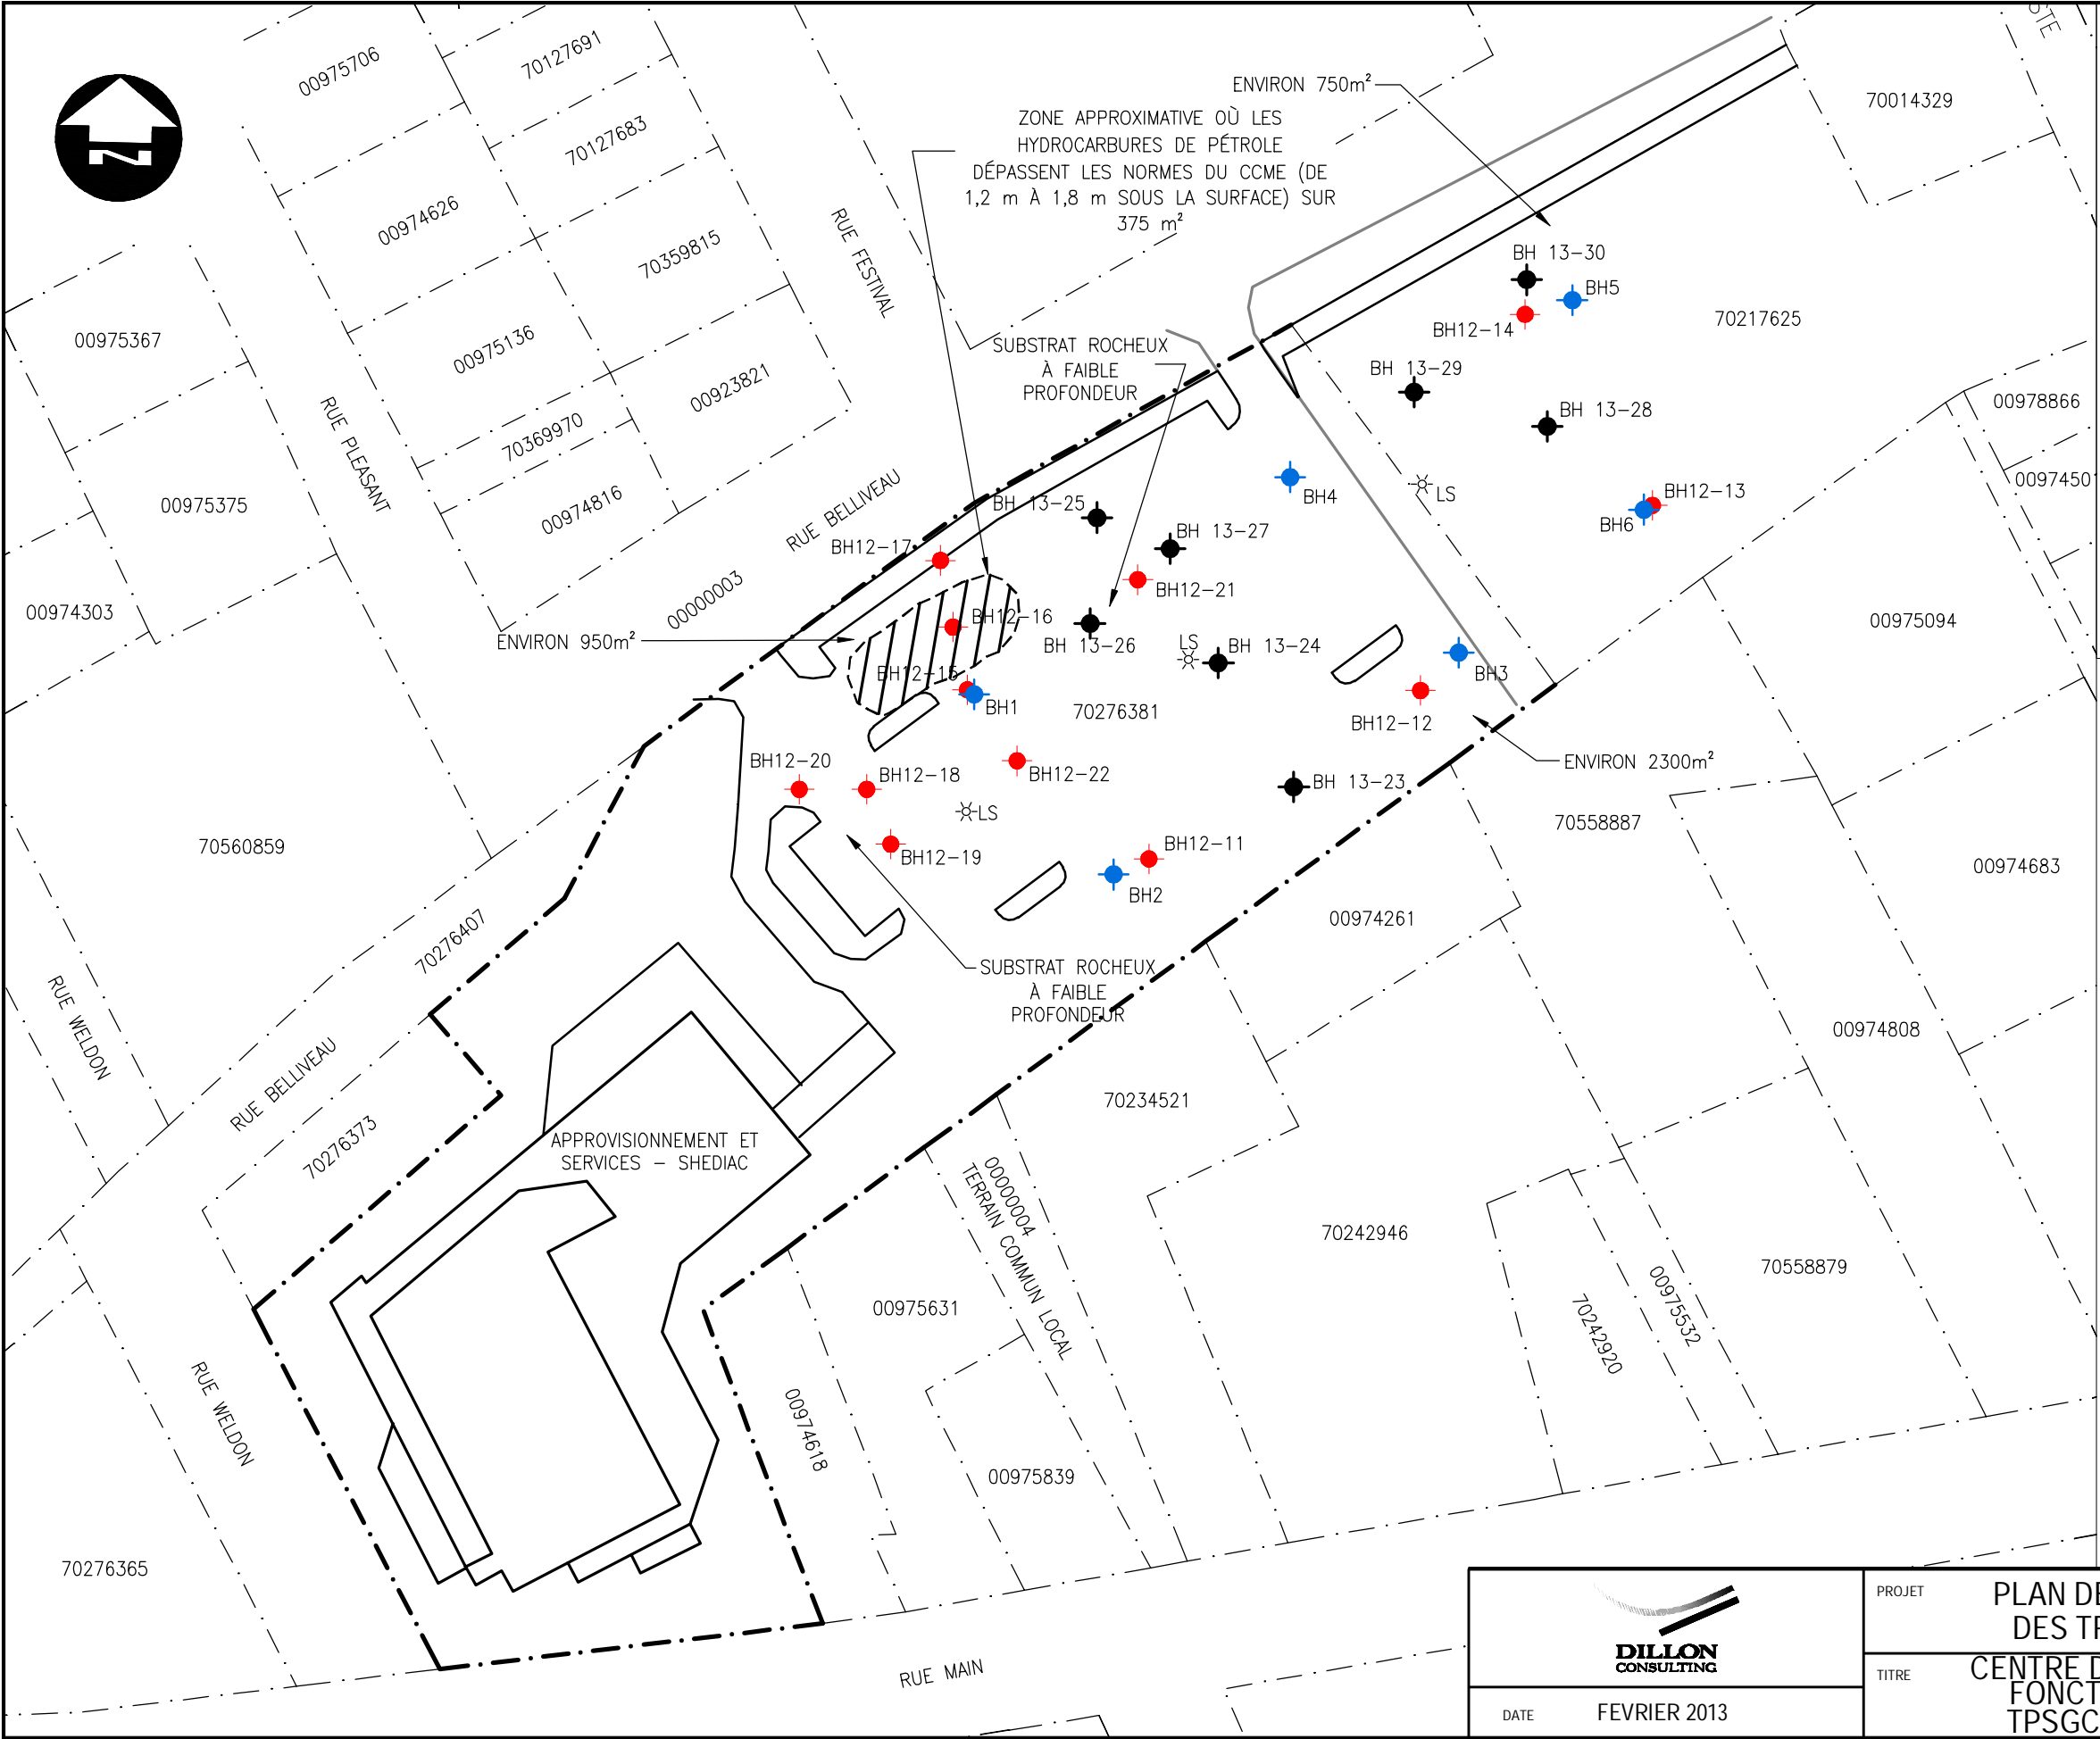 00975706
70127691
70127683
00974626
70359815
00975136
00923821
70369970
00974816
00975367
00975375
00974303
RUE PLEASANT
RUE FESTIVAL
RUE BELLIVEAU
00000003
ENVIRON 750m²
ZONE APPROXIMATIVE OÙ LES
HYDROCARBURES DE PÉTROLE
DÉPASSENT LES NORMES DU CCME (DE
1,2 m À 1,8 m SOUS LA SURFACE) SUR
375 m²
70014329
SUBSTRAT ROCHEUX
À FAIBLE
PROFONDEUR
BH 13-30
BH5
BH12-14
70217625
BH 13-29
BH 13-28
00978866
00974501
LS
BH12-13
BH6
BH4
BH 13-25
BH 13-27
BH12-17
BH12-21
BH12-16
BH 13-26
LS
BH 13-24
ENVIRON 950m²
BH12-15
BH1
70276381
BH3
BH12-12
00975094
ENVIRON 2300m²
BH12-20
BH12-18
BH12-22
LS
BH 13-23
BH12-19
BH12-11
BH2
70558887
00974683
70560859
00974261
70276407
SUBSTRAT ROCHEUX
À FAIBLE
PROFONDEUR
00974808
RUE WELDON
RUE BELLIVEAU
70276373
70234521
APPROVISIONNEMENT ET
SERVICES - SHEDIAC
00000004
TERRAIN COMMUN LOCAL
70242946
70558879
00975532
70242920
00975631
RUE WELDON
00974618
00975839
70276365
RUE MAIN
DILLON
CONSULTING
DATE FEVRIER 2013
PROJET PLAN DE
DES TR
TITRE CENTRE D
FONCT
TPSGC